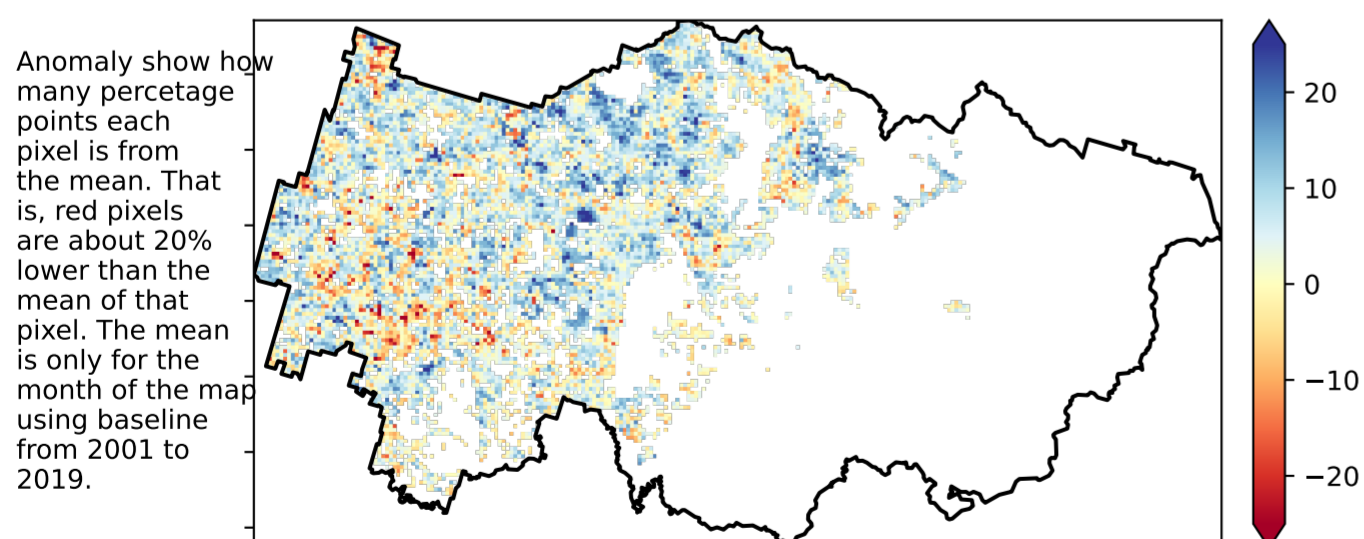 Anomaly show how
many percetage
points each
pixel is from
the mean. That
is, red pixels
are about 20%
lower than the
mean of that
pixel. The mean
is only for the
month of the map
using baseline
from 2001 to
2019.
20
10
0
−10
−20